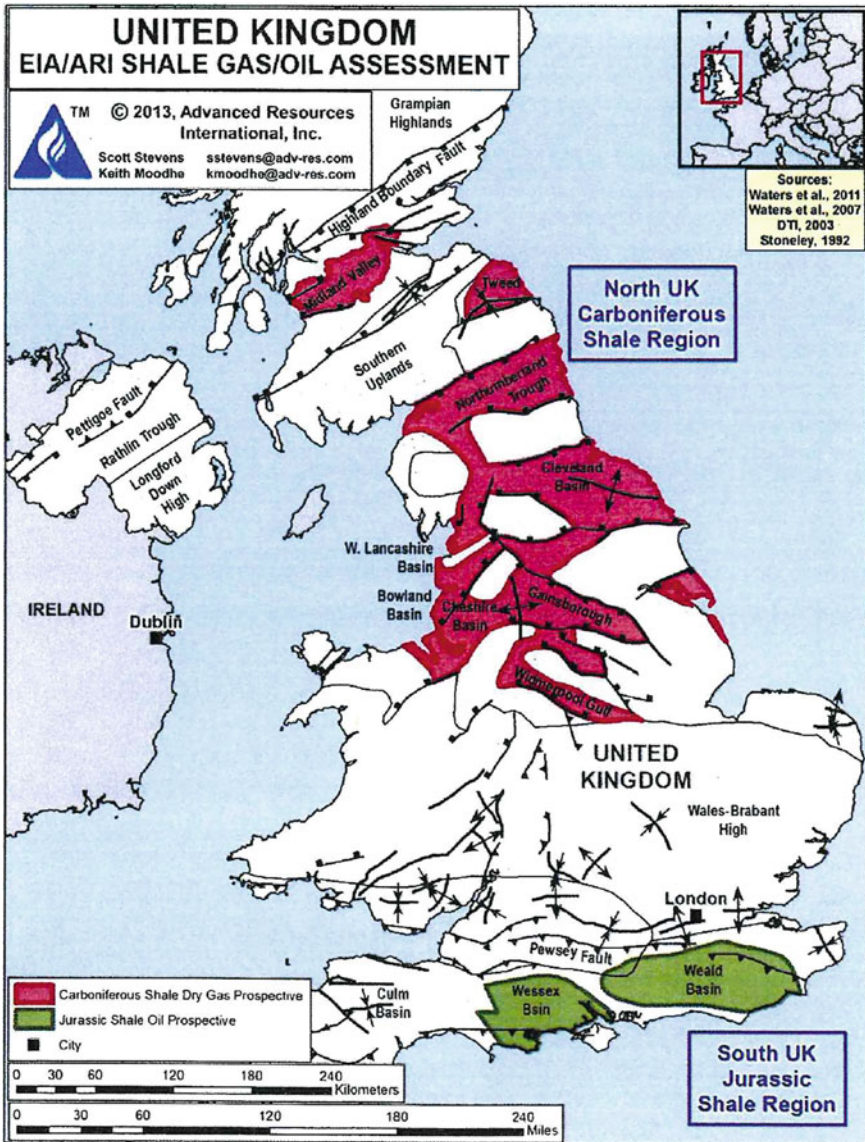 UNITED KINGDOM
EIA/ARI SHALE GAS/OIL ASSESSMENT
TM
© 2013, Advanced Resources
International, Inc.
Scott Stevens sstevens@adv-res.com
Keith Moodhe kmoodhe@adv-res.com
Sources:
Waters et al., 2011
Waters et al., 2007
DTI, 2003
Stoneley, 1992
Grampian
Highlands
Highland Boundary Fault
Midland Valley
Tweed
North UK
Carboniferous
Shale Region
Southern
Uplands
Northumberland
Trough
Pettigoe Fault
Rathlin Trough
Longford
Down
High
Cleveland
Basin
W. Lancashire
Basin
Bowland
Basin
Cheshire
Basin
Gainsborough
IRELAND
Dublin
Widmerpool Gulf
UNITED
KINGDOM
Wales-Brabant
High
London
Pewsey Fault
Weald
Basin
Wessex
Bsin
Culm
Basin
Carboniferous Shale Dry Gas Prospective
Jurassic Shale Oil Prospective
City
South UK
Jurassic
Shale Region
0 30 60 120 180 240
Kilometers
0 30 60 120 180 240
Miles